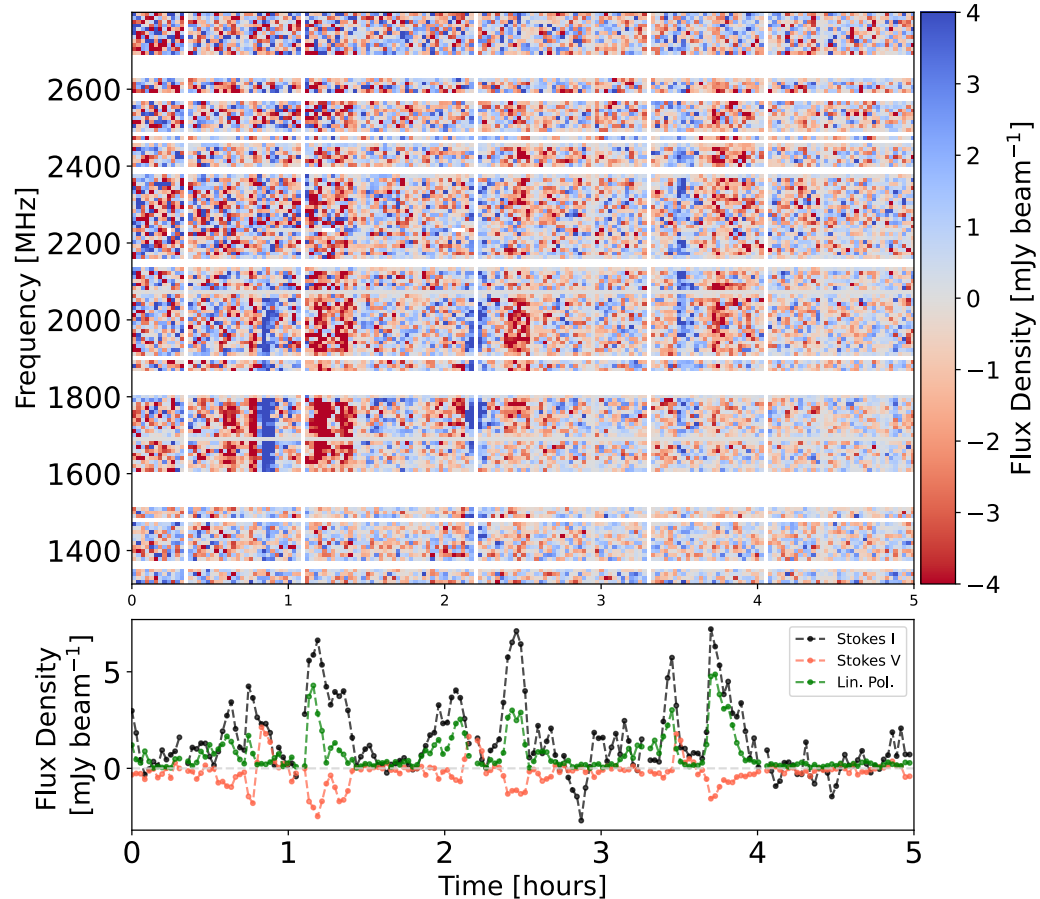 2600
2400
2200
2000
1800
1600
1400
Frequency [MHz]
0 1 2 3 4 5
4
3
2
1
0
−1
−2
−3
−4
Flux Density [mJy beam⁻¹]
5
0
Flux Density
[mJy beam⁻¹]
Stokes I
Stokes V
Lin. Pol.
0 1 2 3 4 5
Time [hours]